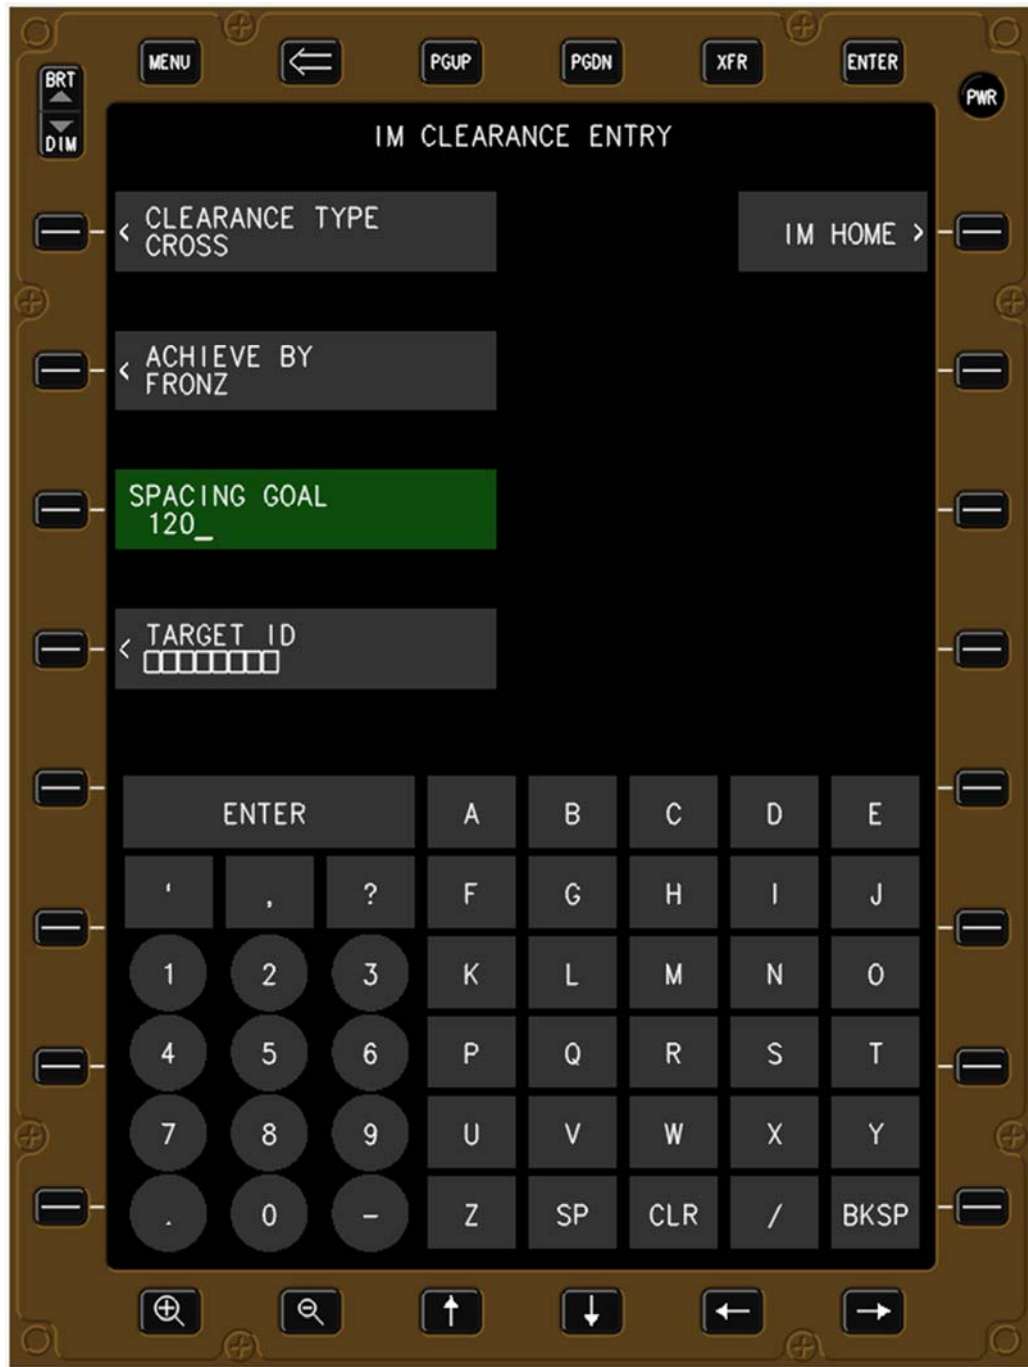 MENU PGUP PGDN XFR ENTER
BRT
DIM
PWR
IM CLEARANCE ENTRY
< CLEARANCE TYPE
CROSS
IM HOME >
< ACHIEVE BY
FRONZ
SPACING GOAL
120_
< TARGET ID
□□□□□□□□
ENTER A B C D E
' , ? F G H I J
1 2 3 K L M N O
4 5 6 P Q R S T
7 8 9 U V W X Y
. 0 - Z SP CLR / BKSP